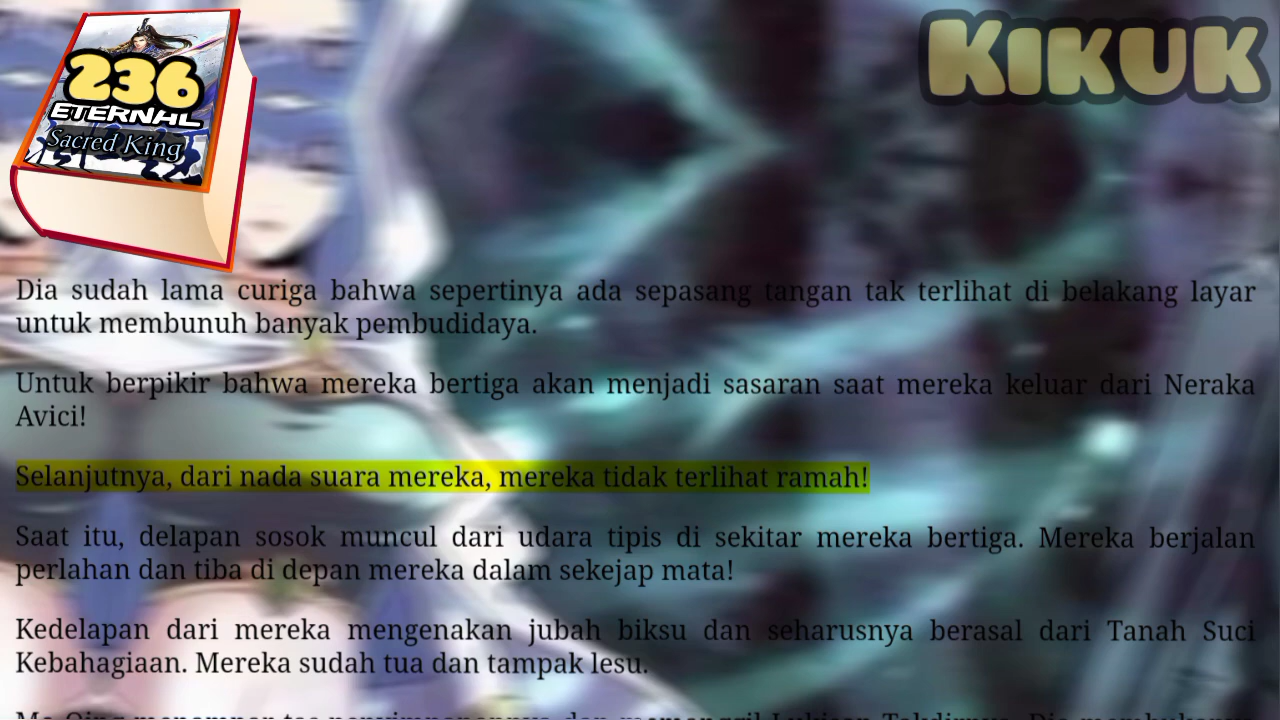 236
ETERNAL
Sacred King
KIKUK
Dia sudah lama curiga bahwa sepertinya ada sepasang tangan tak terlihat di belakang layar
untuk membunuh banyak pembudidaya.
Untuk berpikir bahwa mereka bertiga akan menjadi sasaran saat mereka keluar dari Neraka
Avici!
Selanjutnya, dari nada suara mereka, mereka tidak terlihat ramah!
Saat itu, delapan sosok muncul dari udara tipis di sekitar mereka bertiga. Mereka berjalan
perlahan dan tiba di depan mereka dalam sekejap mata!
Kedelapan dari mereka mengenakan jubah biksu dan seharusnya berasal dari Tanah Suci
Kebahagiaan. Mereka sudah tua dan tampak lesu.